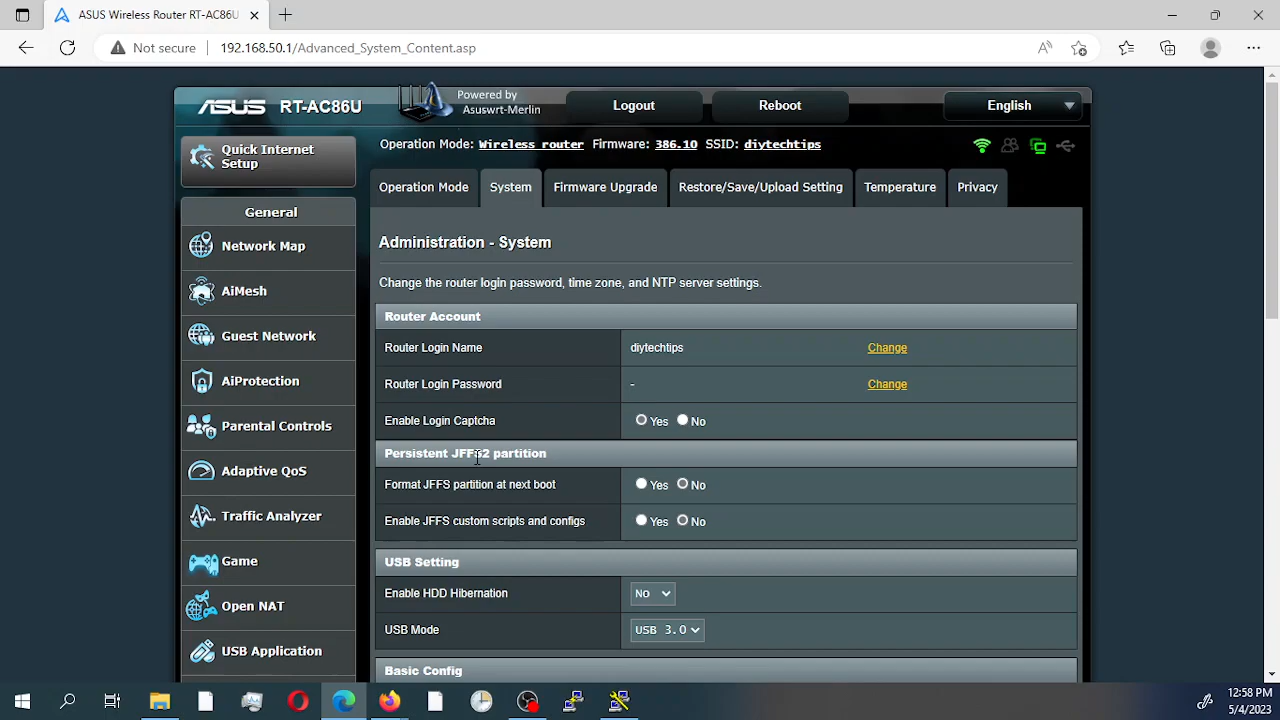 ASUS Wireless Router RT-AC86U
Not secure
192.168.50.1/Advanced_System_Content.asp
ASUS RT-AC86U
Powered by
Asuswrt-Merlin
Logout
Reboot
English
Quick Internet
Setup
Operation Mode: Wireless router Firmware: 386.10 SSID: diytechtips
Operation Mode
System
Firmware Upgrade
Restore/Save/Upload Setting
Temperature
Privacy
General
Network Map
AiMesh
Guest Network
AiProtection
Parental Controls
Adaptive QoS
Traffic Analyzer
Game
Open NAT
USB Application
Administration - System
Change the router login password, time zone, and NTP server settings.
Router Account
Router Login Name diytechtips Change
Router Login Password - Change
Enable Login Captcha Yes No
Persistent JFFS2 partition
Format JFFS partition at next boot Yes No
Enable JFFS custom scripts and configs Yes No
USB Setting
Enable HDD Hibernation No
USB Mode USB 3.0
Basic Config
12:58 PM
5/4/2023